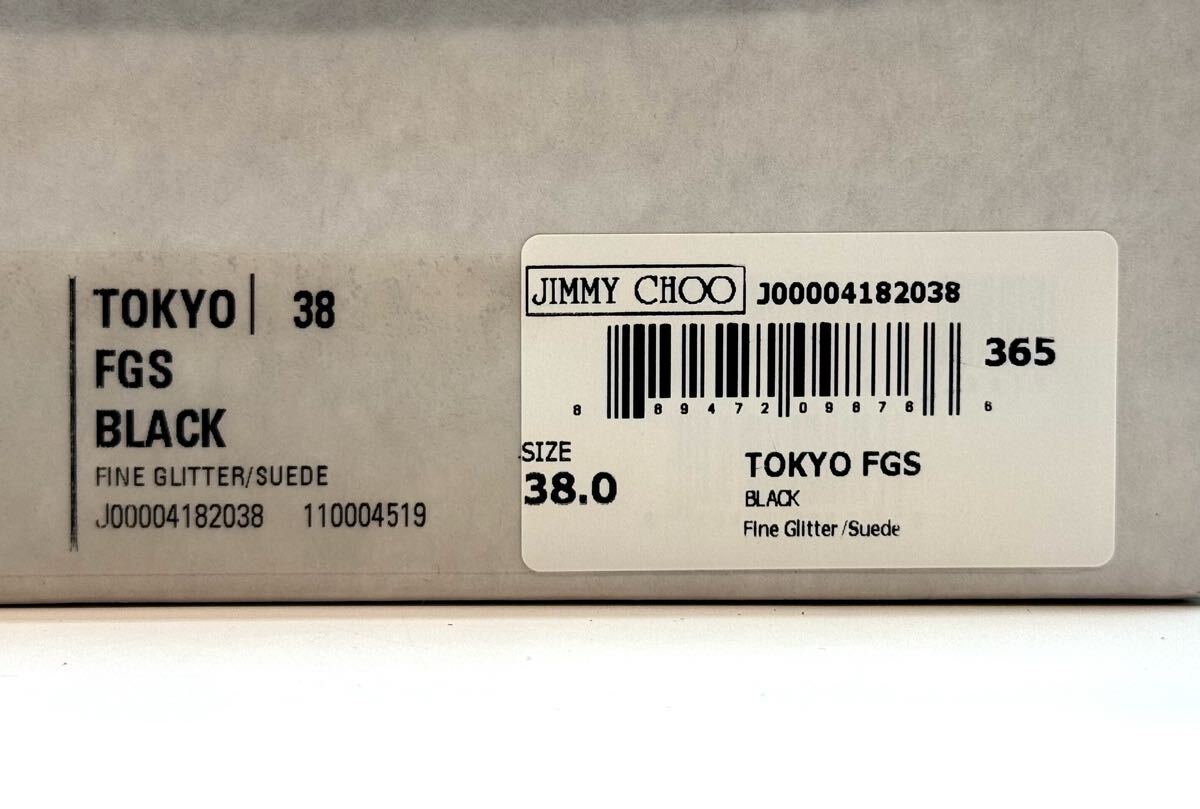 TOKYO | 38
FGS
BLACK
FINE GLITTER/SUEDE
J00004182038 110004519
JIMMY CHOO J00004182038
365
8 89472 09676 6
SIZE
38.0
TOKYO FGS
BLACK
Fine Glitter /Suede